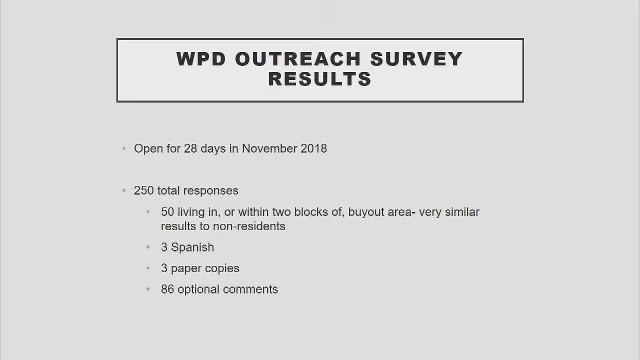 WPD OUTREACH SURVEY
RESULTS
• Open for 28 days in November 2018
• 250 total responses
• 50 living in, or within two blocks of, buyout area- very similar
results to non-residents
• 3 Spanish
• 3 paper copies
• 86 optional comments